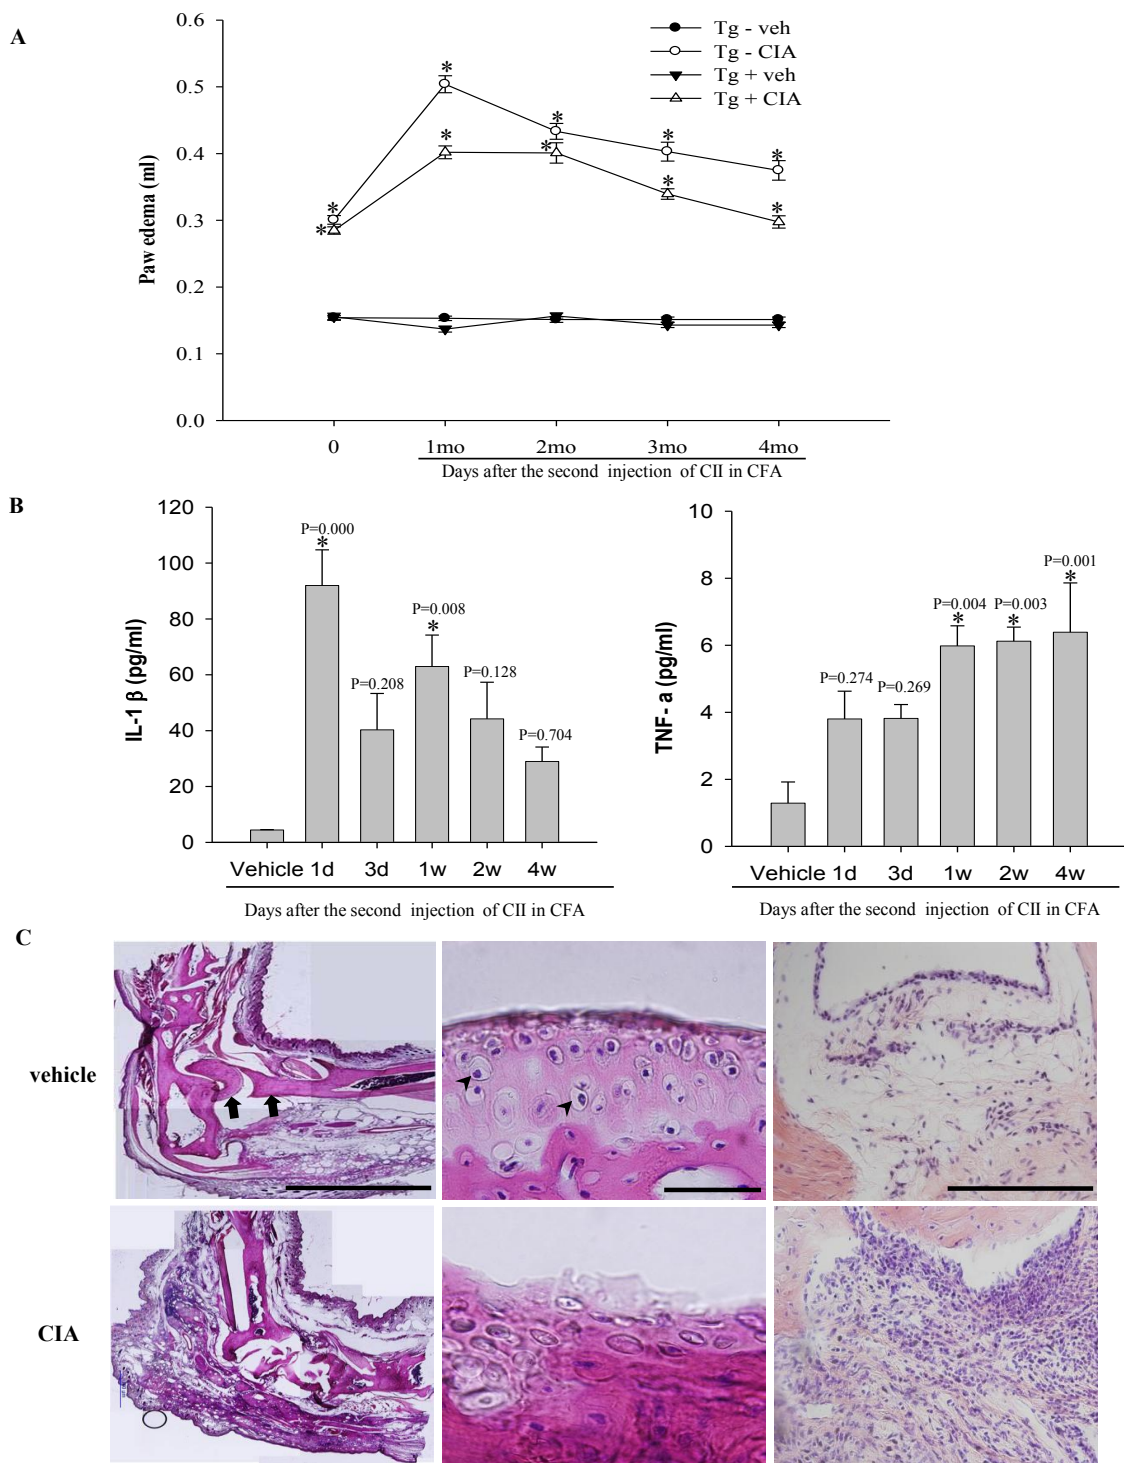 A
0.6
0.5
0.4
0.3
0.2
0.1
0.0
Paw edema (ml)
Tg - veh
Tg - CIA
Tg + veh
Tg + CIA
* * * * *
* * * * *
0 1mo 2mo 3mo 4mo
Days after the second injection of CII in CFA
B
120
100
80
60
40
20
0
IL-1 β (pg/ml)
P=0.000
*
P=0.208
P=0.008
*
P=0.128
P=0.704
Vehicle 1d 3d 1w 2w 4w
Days after the second injection of CII in CFA
10
8
6
4
2
0
TNF- a (pg/ml)
P=0.274
P=0.269
P=0.004
*
P=0.003
*
P=0.001
*
Vehicle 1d 3d 1w 2w 4w
Days after the second injection of CII in CFA
C
vehicle
CIA